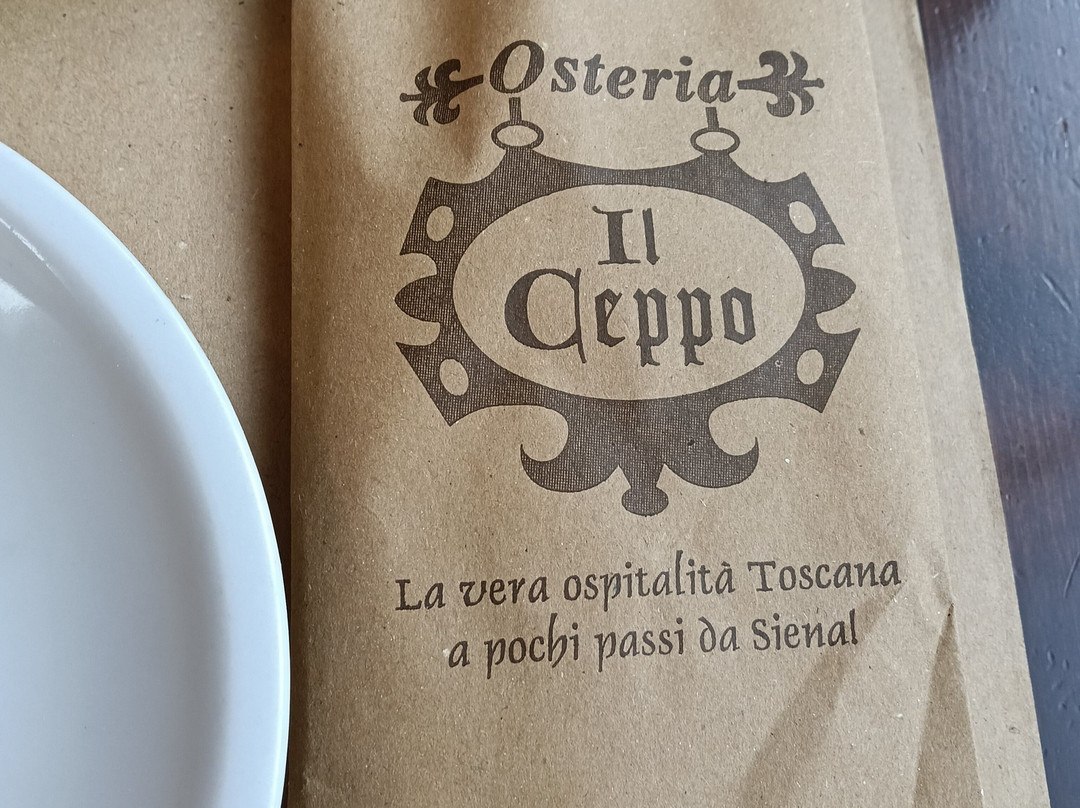 Osteria
Il
Ceppo
La vera ospitalità Toscana
a pochi passi da Siena!